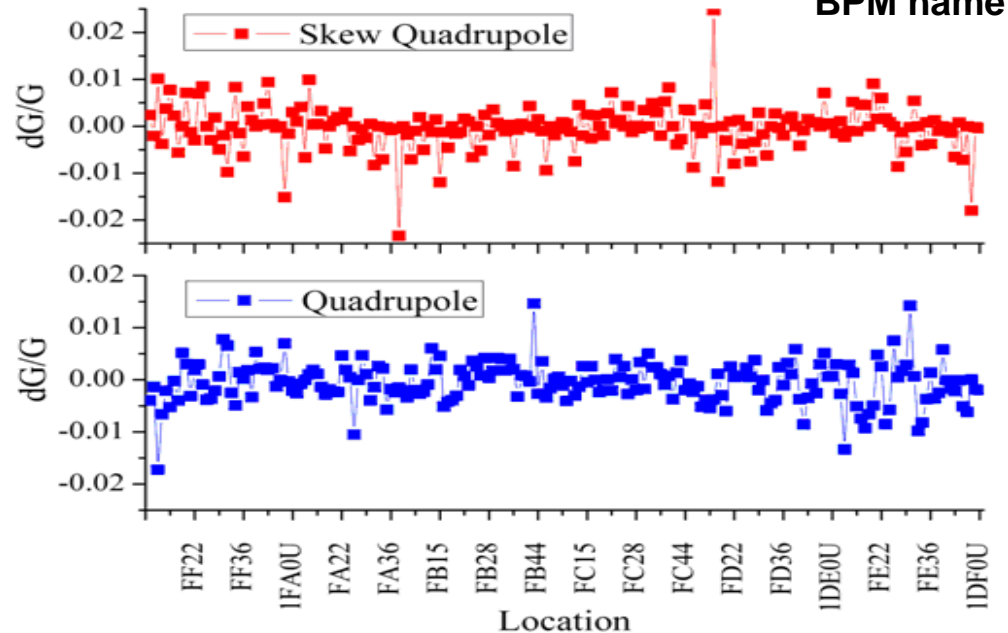 BPM name
0.02
0.01
0.00
-0.01
-0.02
dG/G
Skew Quadrupole
0.02
0.01
0.00
-0.01
-0.02
dG/G
Quadrupole
FF22
FF36
1FA0U
FA22
FA36
FB15
FB28
FB44
FC15
FC28
FC44
FD22
FD36
1DE0U
FE22
FE36
1DF0U
Location